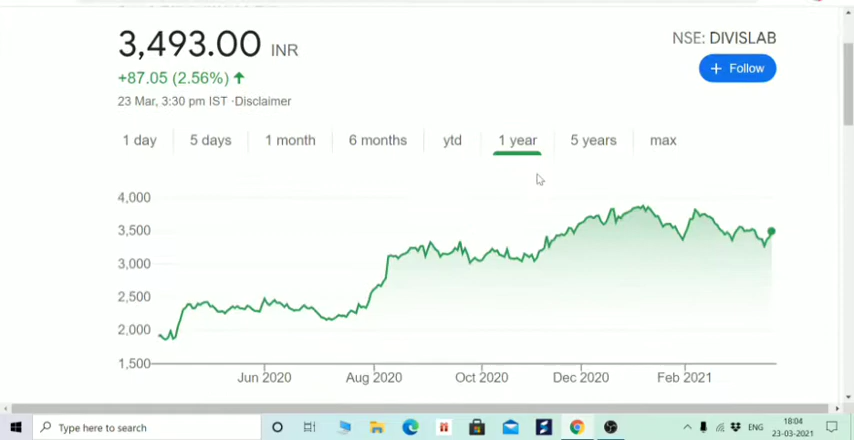 3,493.00 INR
NSE: DIVISLAB
+ Follow
+87.05 (2.56%) ↑
23 Mar, 3:30 pm IST ·Disclaimer
1 day 5 days 1 month 6 months ytd 1 year 5 years max
4,000
3,500
3,000
2,500
2,000
1,500
Jun 2020 Aug 2020 Oct 2020 Dec 2020 Feb 2021
Type here to search
ENG
18:04
23-03-2021